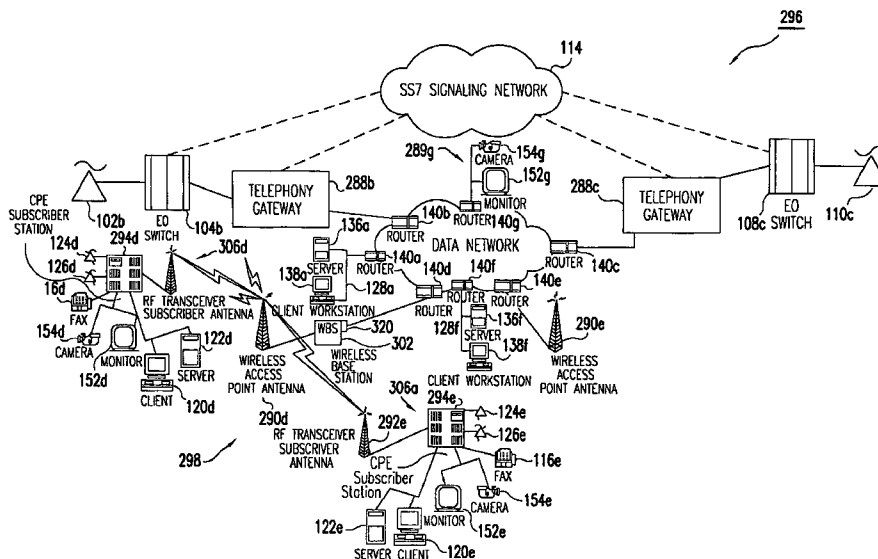 296
114
SS7 SIGNALING NETWORK
289g
154g
CAMERA
152g
MONITOR
288b
TELEPHONY
GATEWAY
288c
TELEPHONY
GATEWAY
102b
EO
SWITCH
104b
108c
EO
SWITCH
110c
CPE
SUBSCRIBER
STATION
294d
124d
126d
16d
FAX
154d
CAMERA
MONITOR
152d
122d
SERVER
CLIENT
120d
306d
RF TRANSCEIVER
SUBSCRIBER ANTENNA
136a
SERVER
138a
CLIENT WORKSTATION
128a
140b
ROUTER
ROUTER
140g
DATA NETWORK
140a
ROUTER
140d
ROUTER
140f
ROUTER
140e
ROUTER
ROUTER
140c
WBS
320
302
WIRELESS
BASE
STATION
WIRELESS
ACCESS
POINT ANTENNA
290d
128f
136f
SERVER
138f
CLIENT
WORKSTATION
290e
WIRELESS
ACCESS
POINT ANTENNA
298
RF TRANSCEIVER
SUBSCRIVER
ANTENNA
292e
306a
294e
124e
126e
116e
FAX
CPE
Subscriber
Station
154e
CAMERA
MONITOR
152e
122e
SERVER
CLIENT
120e